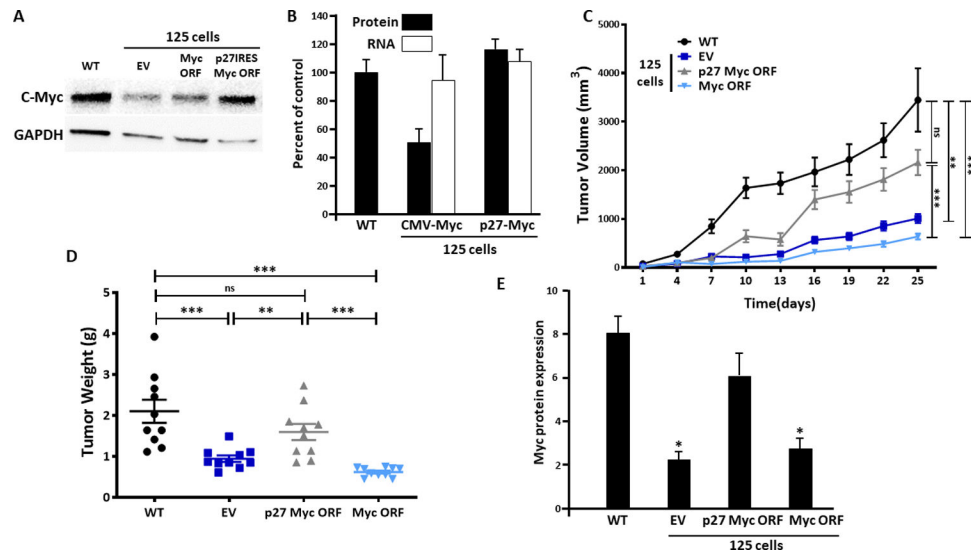 A
125 cells
WT
EV
Myc
ORF
p27IRES
Myc ORF
C-Myc
GAPDH
B
Protein
RNA
Percent of control
140
120
100
80
60
40
20
0
WT
CMV-Myc
p27-Myc
125 cells
C
WT
EV
p27 Myc ORF
Myc ORF
125
cells
Tumor Volume (mm3)
4000
3000
2000
1000
0
1 4 7 10 13 16 19 22 25
Time(days)
ns
***
**
***
D
***
ns
*** ** ***
Tumor Weight (g)
5
4
3
2
1
0
WT EV p27 Myc ORF Myc ORF
E
Myc protein expression
10
8
6
4
2
0
*
*
WT EV p27 Myc ORF Myc ORF
125 cells